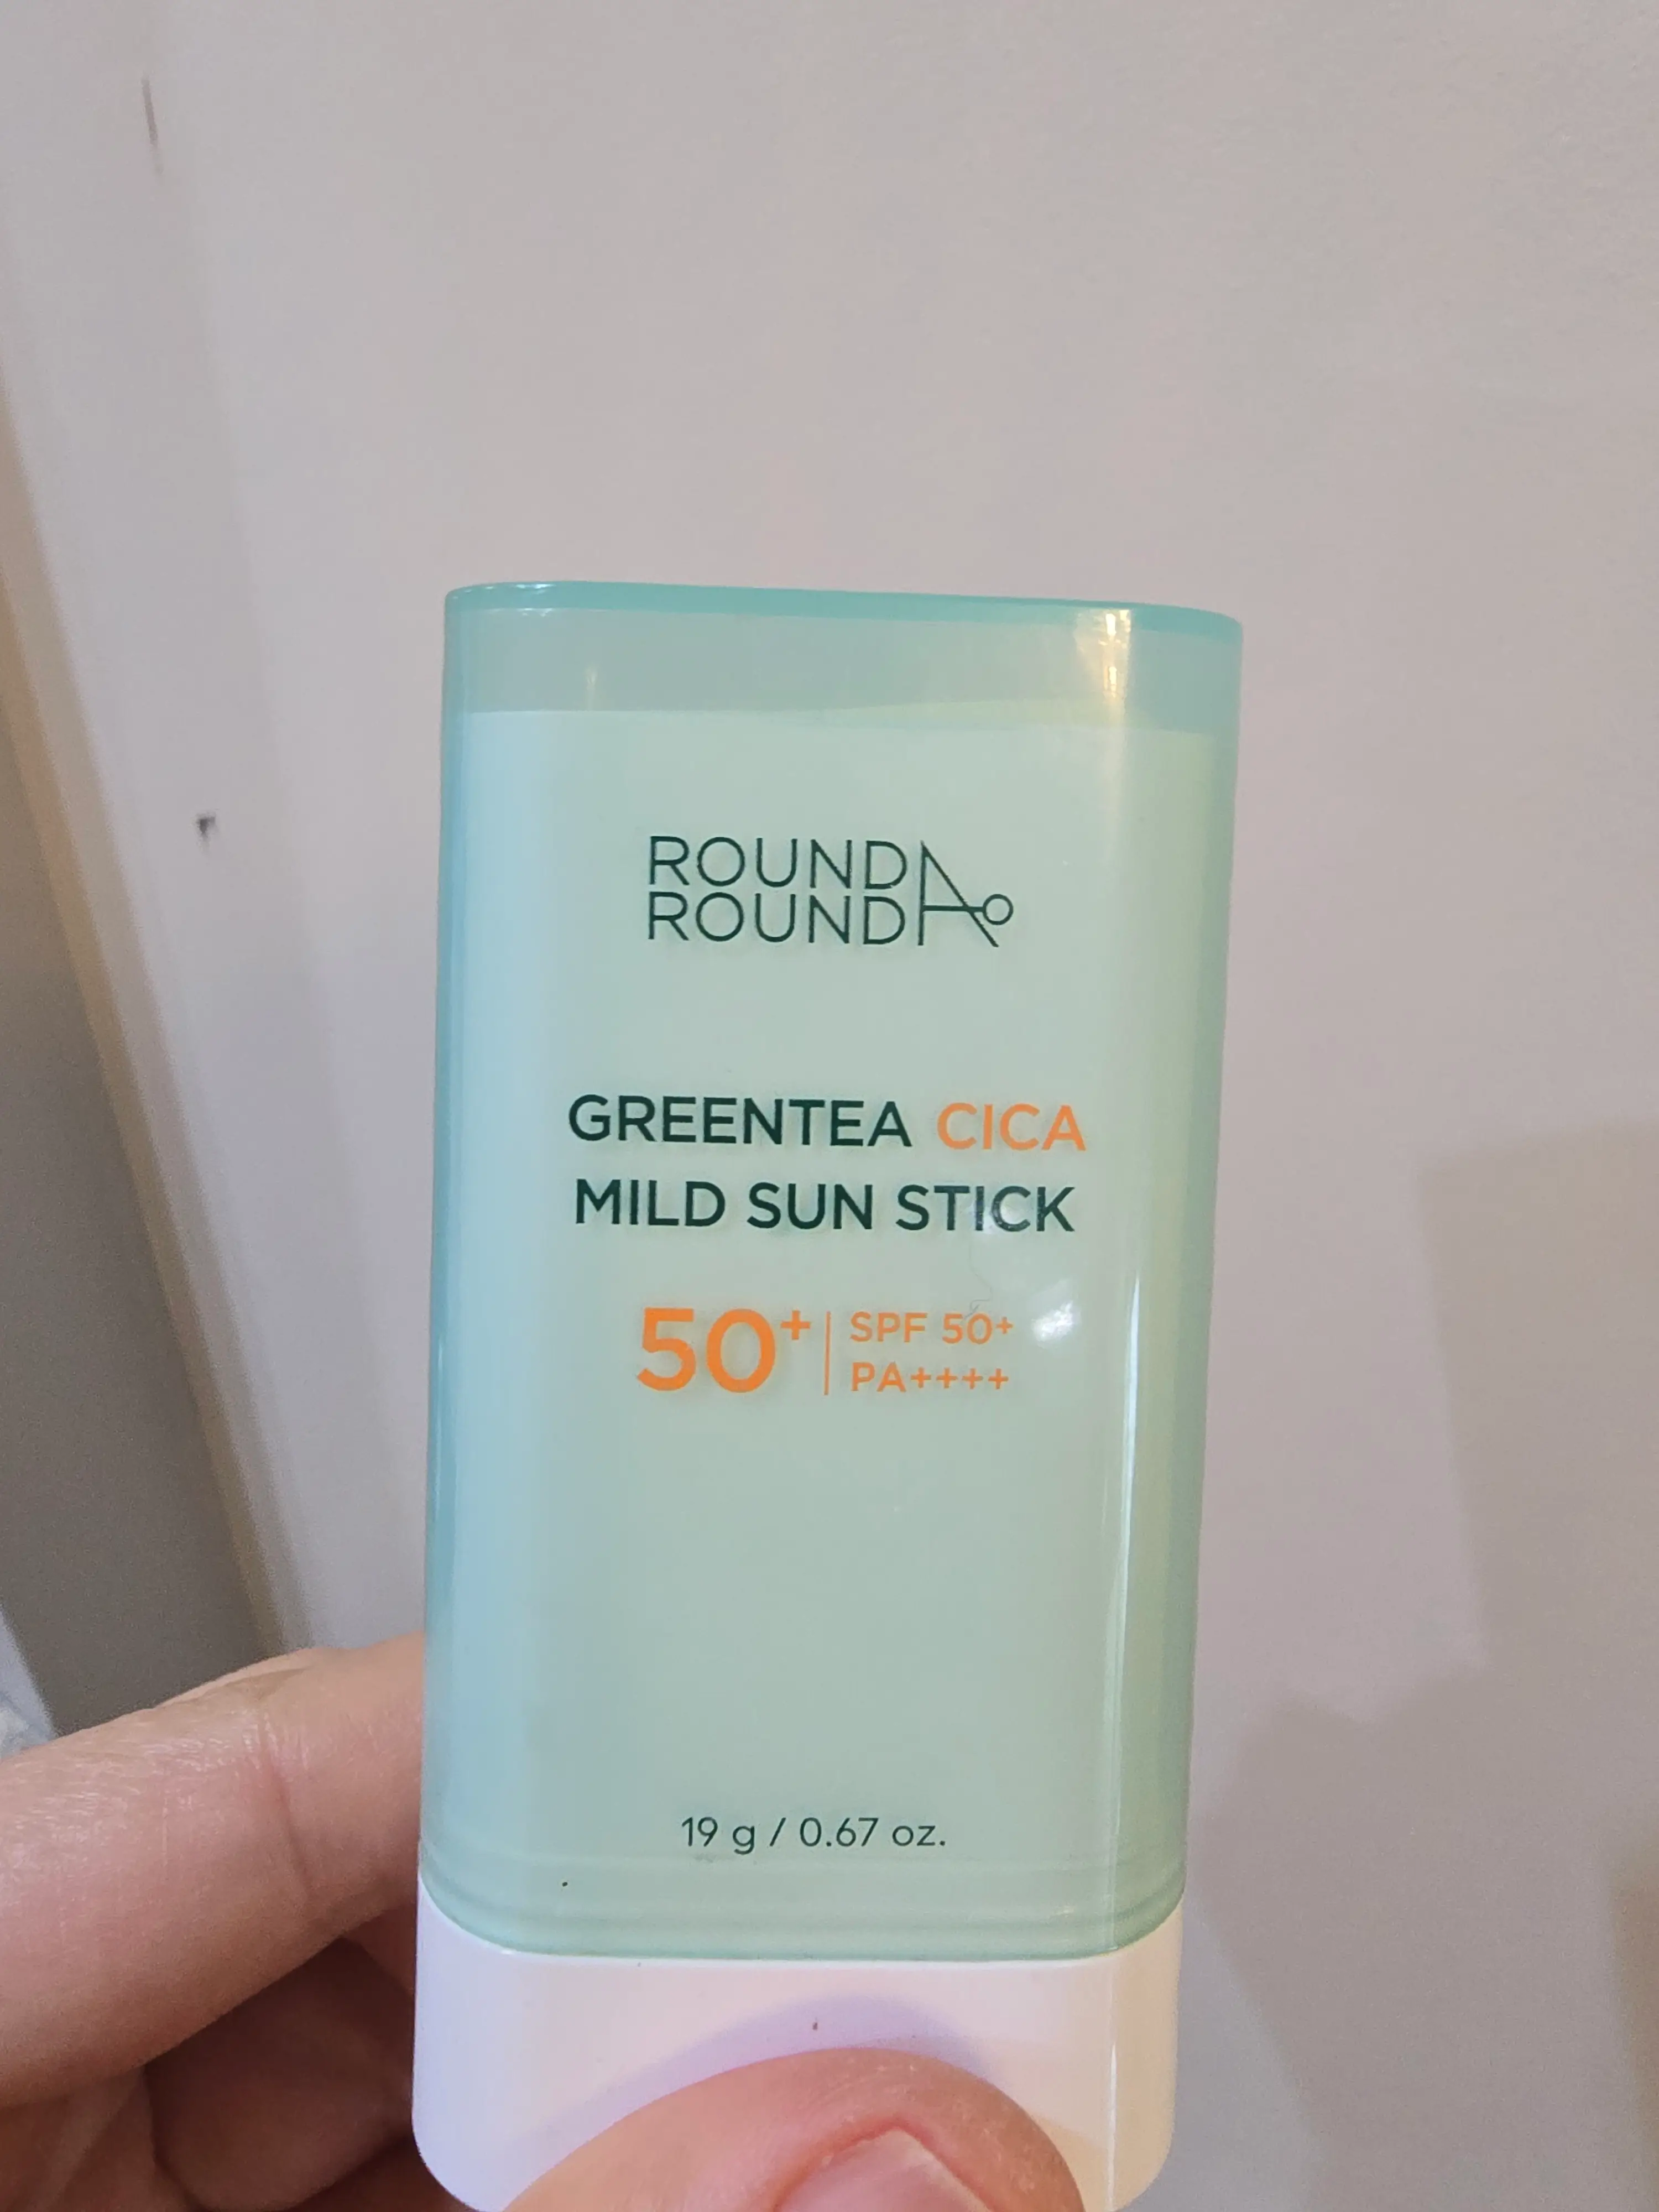 ROUND A
ROUND
GREENTEA CICA
MILD SUN STICK
50+ | SPF 50+
PA++++
19 g / 0.67 oz.